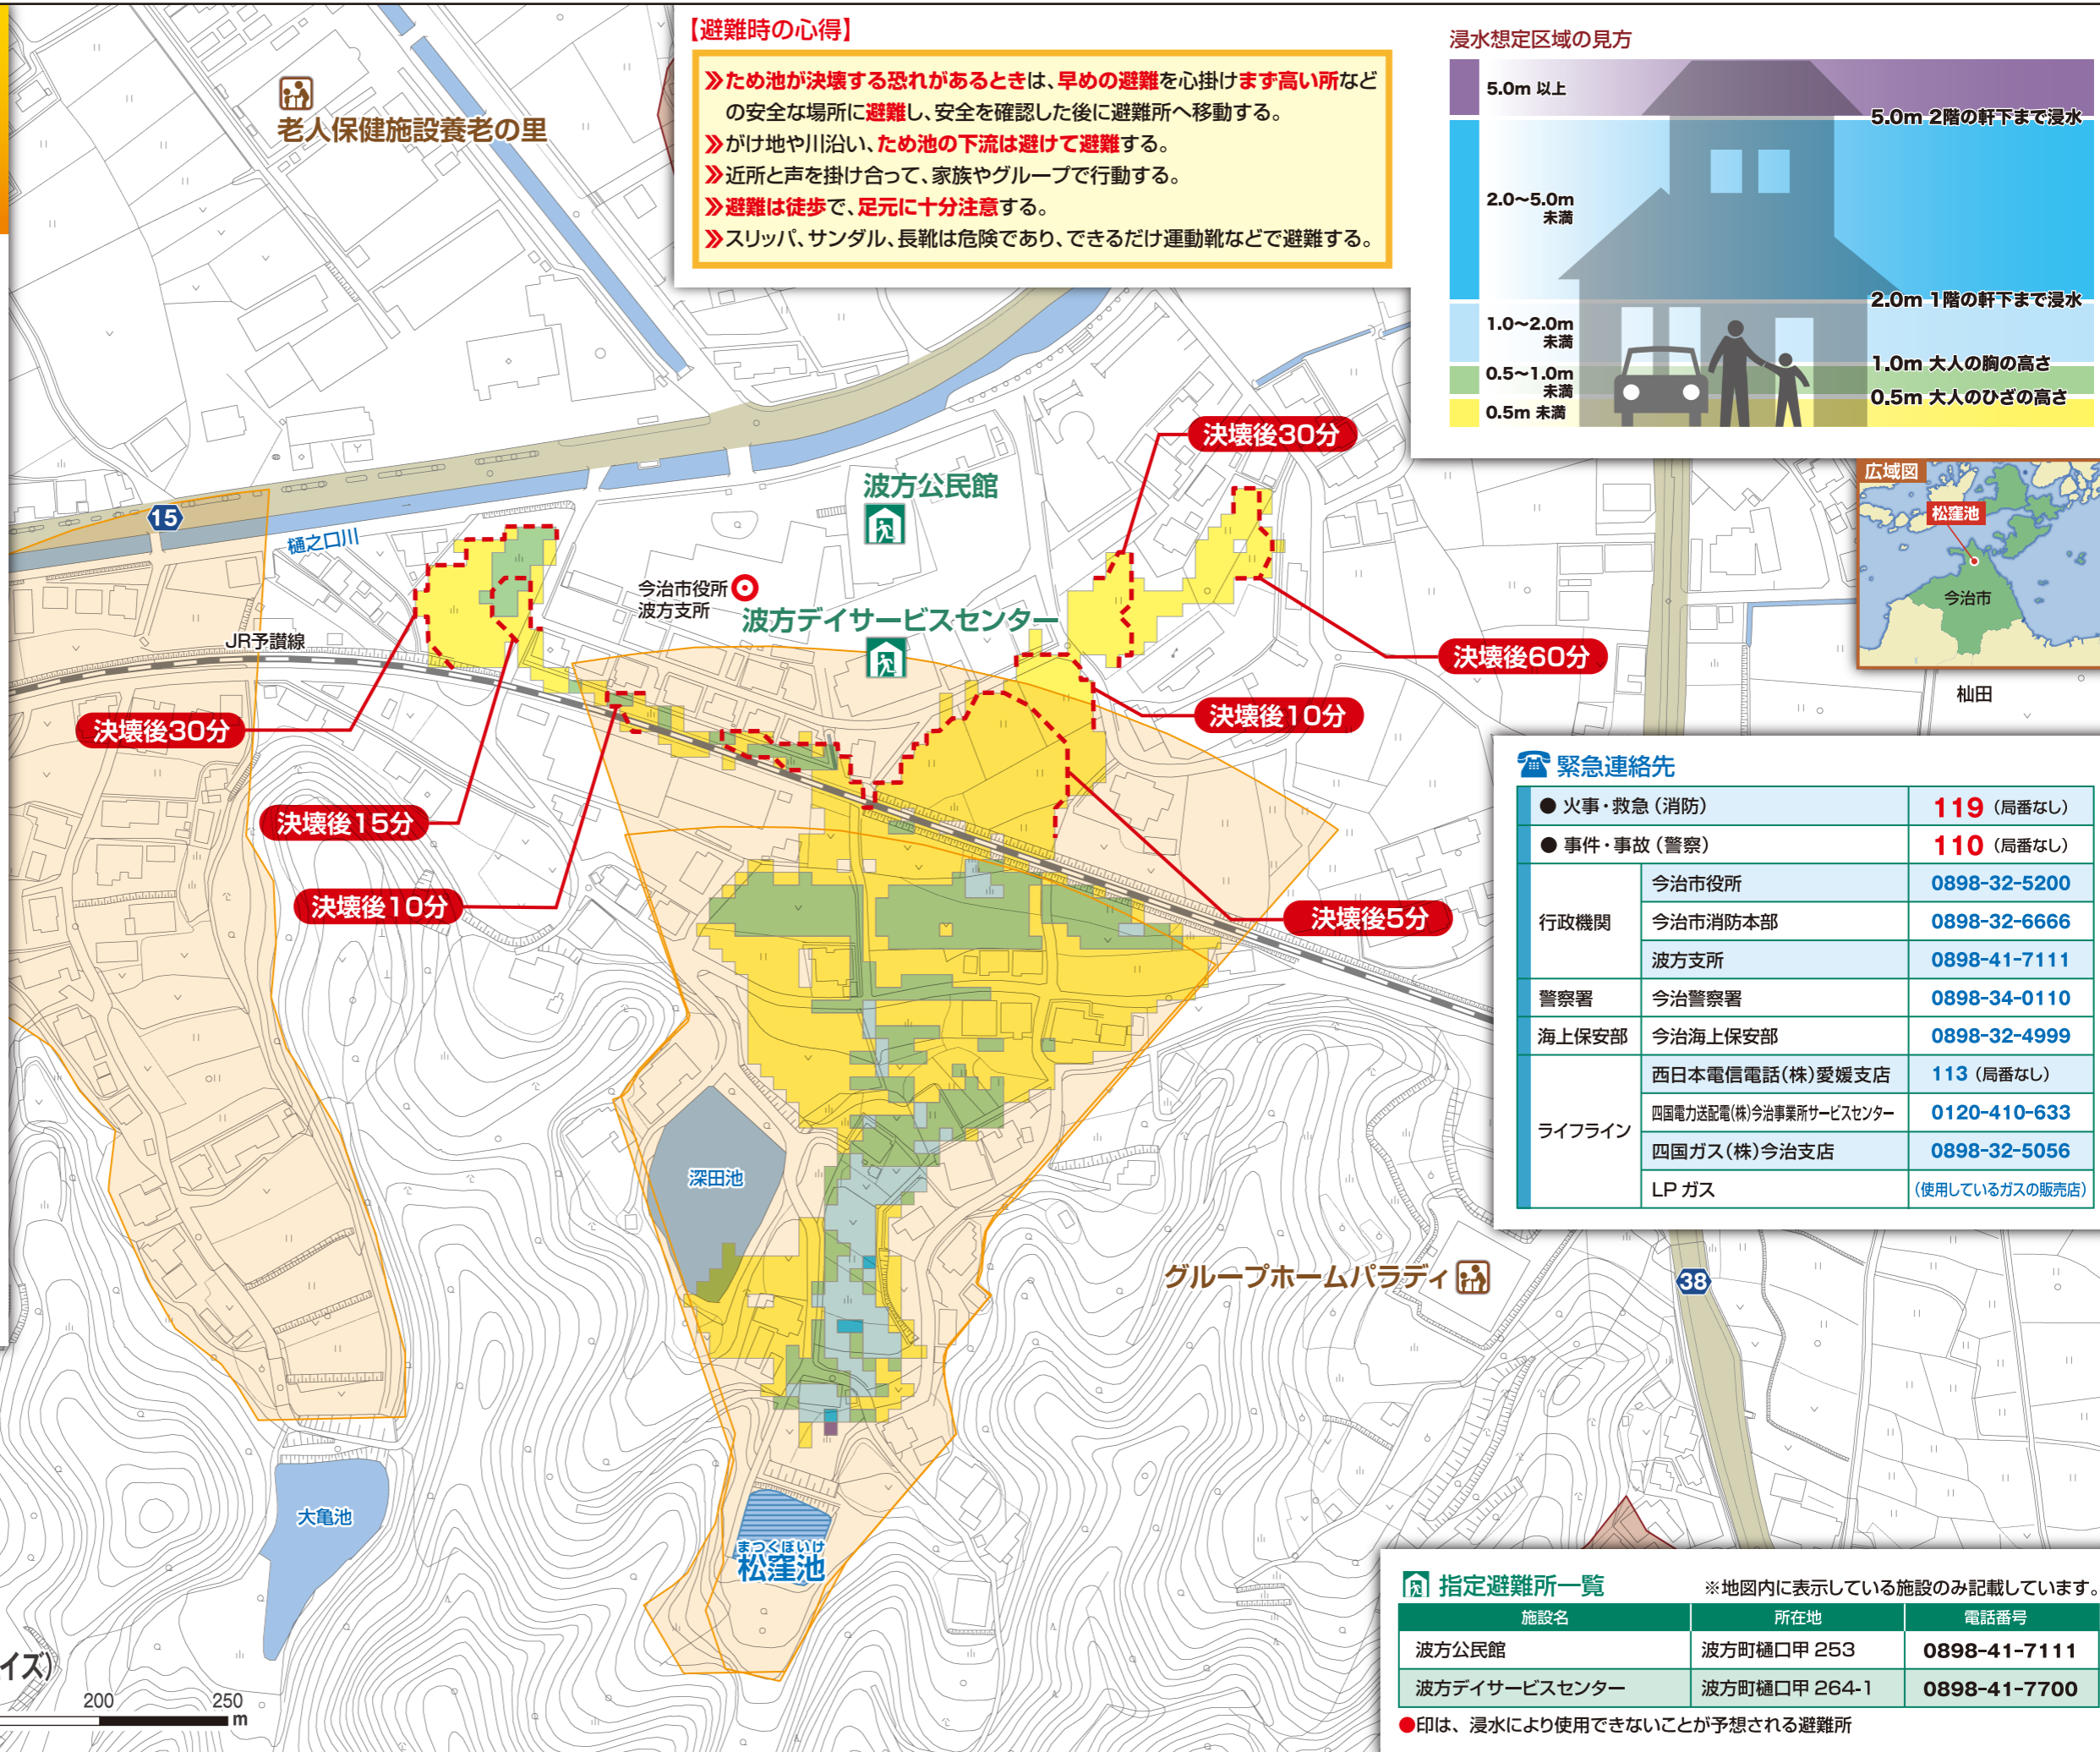 【避難時の心得】
≫ため池が決壊する恐れがあるときは、早めの避難を心掛けまず高い所など
の安全な場所に避難し、安全を確認した後に避難所へ移動する。
≫がけ地や川沿い、ため池の下流は避けて避難する。
≫近所と声を掛け合って、家族やグループで行動する。
≫避難は徒歩で、足元に十分注意する。
≫スリッパ、サンダル、長靴は危険であり、できるだけ運動靴などで避難する。
浸水想定区域の見方
5.0m 以上
5.0m 2階の軒下まで浸水
2.0〜5.0m
未満
2.0m 1階の軒下まで浸水
1.0〜2.0m
未満
1.0m 大人の胸の高さ
0.5〜1.0m
未満
0.5m 大人のひざの高さ
0.5m 未満
老人保健施設養老の里
広域図
松窪池
今治市
決壊後30分
波方公民館
15
樋之口川
今治市役所
波方支所
波方デイサービスセンター
JR予讃線
決壊後60分
杣田
決壊後10分
決壊後30分
決壊後15分
決壊後10分
決壊後5分
緊急連絡先
●火事・救急(消防) 119(局番なし)
●事件・事故(警察) 110(局番なし)
行政機関 今治市役所 0898-32-5200
今治市消防本部 0898-32-6666
波方支所 0898-41-7111
警察署 今治警察署 0898-34-0110
海上保安部 今治海上保安部 0898-32-4999
ライフライン 西日本電信電話(株)愛媛支店 113(局番なし)
四国電力送配電(株)今治事業所サービスセンター 0120-410-633
四国ガス(株)今治支店 0898-32-5056
LPガス (使用しているガスの販売店)
深田池
グループホームパラディ
38
大亀池
まつくぼいけ
松窪池
イズ)
200 250
m
指定避難所一覧 ※地図内に表示している施設のみ記載しています。
施設名 所在地 電話番号
波方公民館 波方町樋口甲253 0898-41-7111
波方デイサービスセンター 波方町樋口甲264-1 0898-41-7700
●印は、浸水により使用できないことが予想される避難所